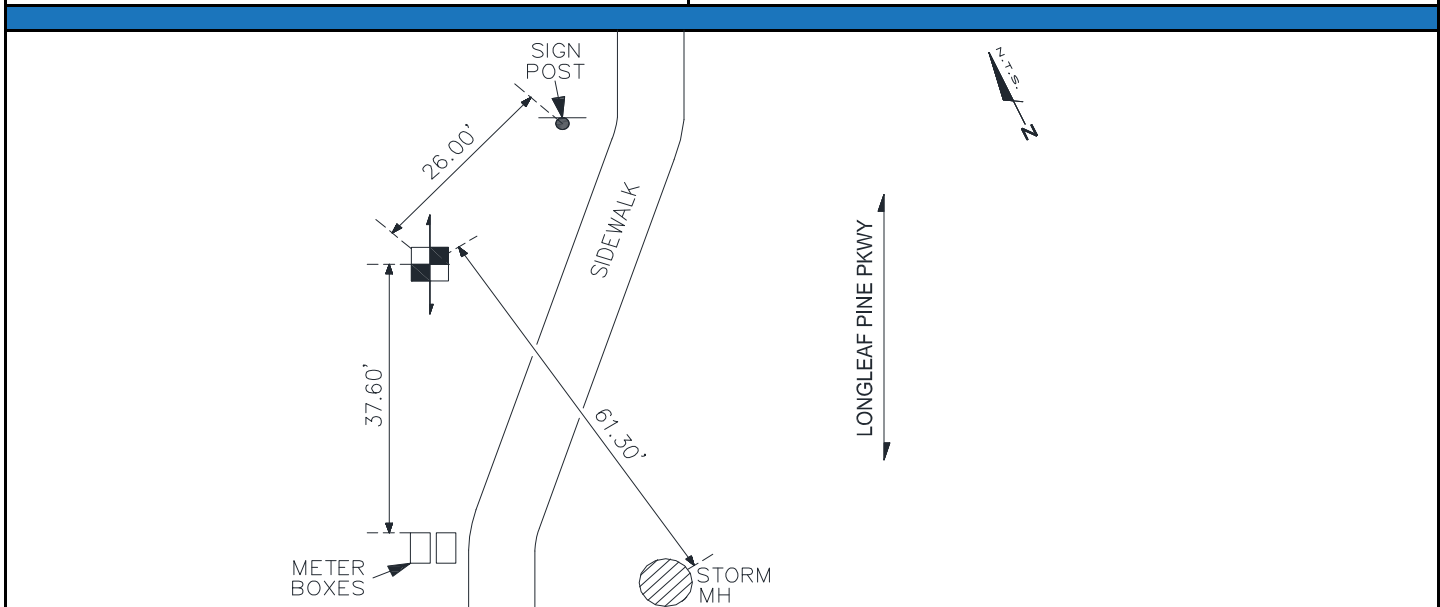 SIGN
POST
N.T.S.
N
26.00'
SIDEWALK
LONGLEAF PINE PKWY
37.60'
61.30'
METER
BOXES
STORM
MH